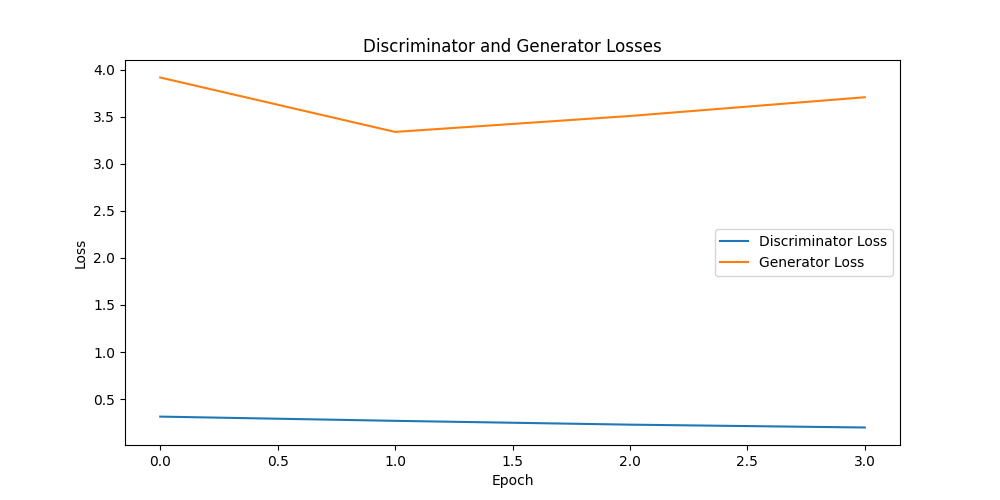 Discriminator and Generator Losses
4.0
3.5
3.0
2.5
2.0
1.5
1.0
0.5
Loss
Discriminator Loss
Generator Loss
0.0 0.5 1.0 1.5 2.0 2.5 3.0
Epoch